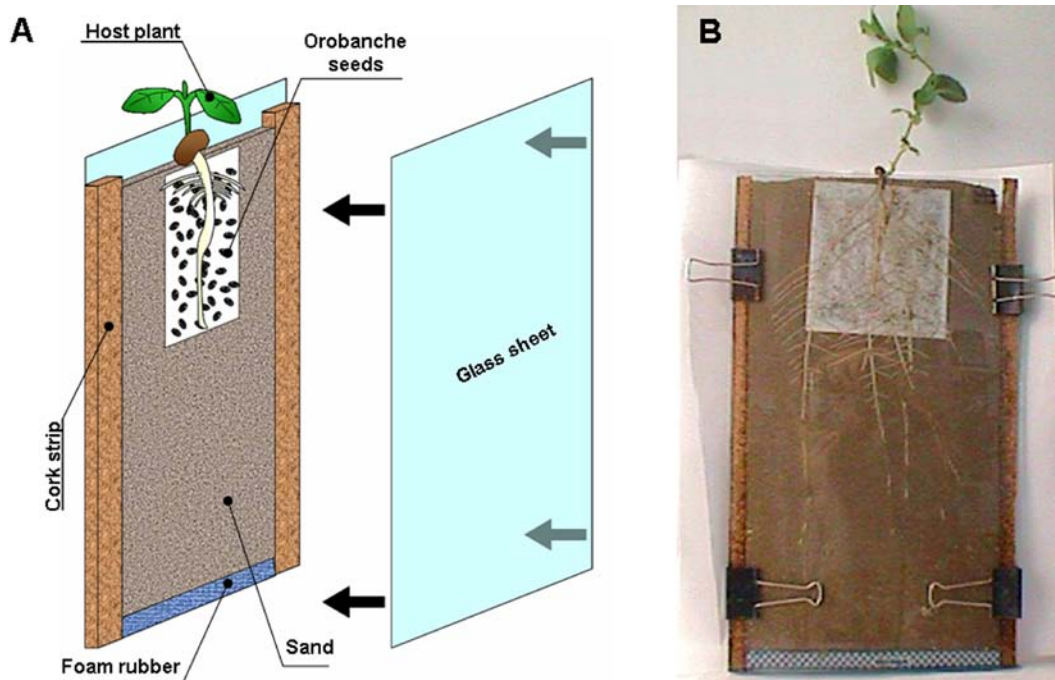 A
Host plant
Orobanche
seeds
Glass sheet
Cork strip
Sand
Foam rubber
B